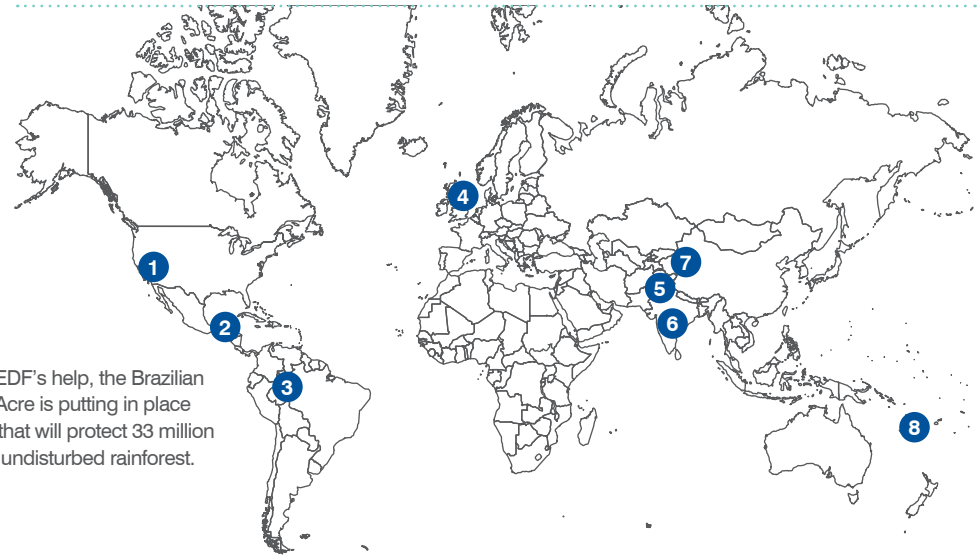 4
7
1
5
6
2
EDF’s help, the Brazilian
3
Acre is putting in place
that will protect 33 million
8
undisturbed rainforest.